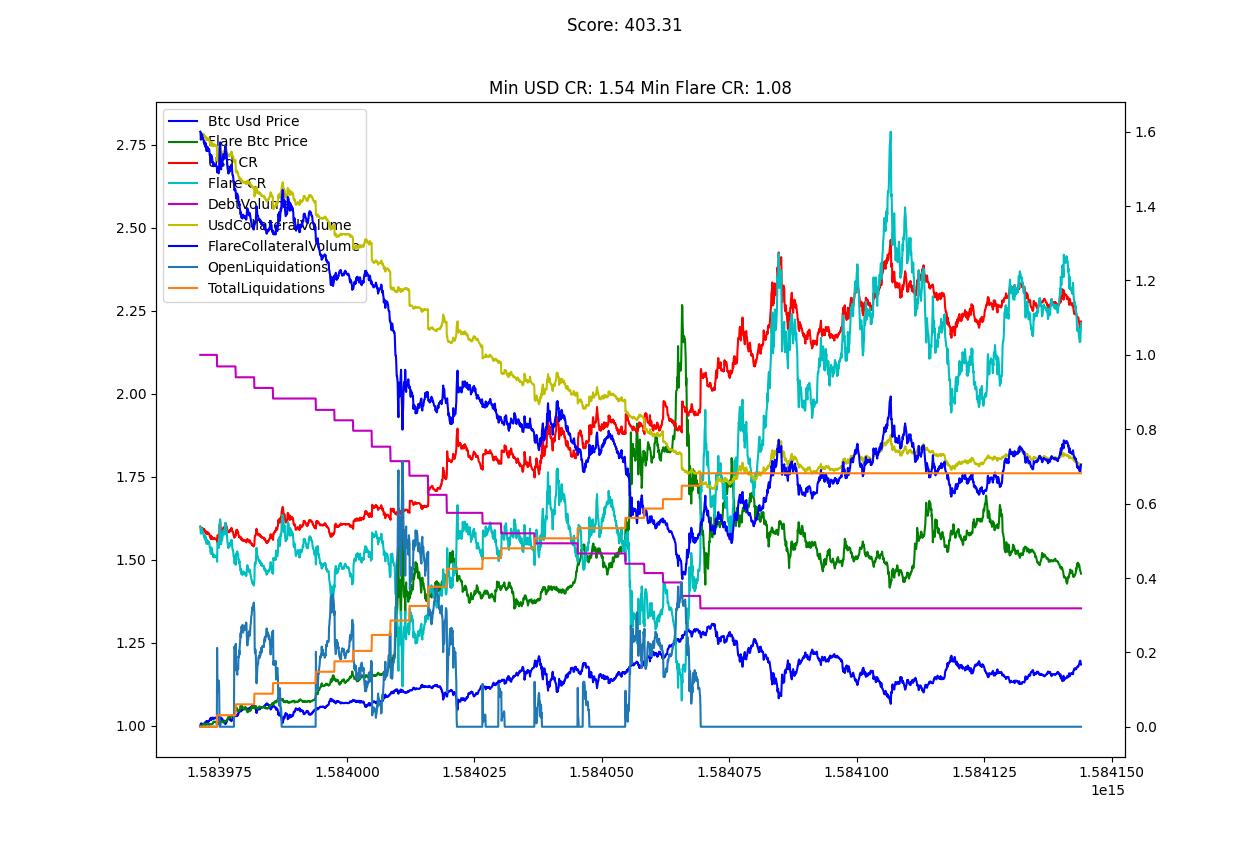 Score: 403.31
Min USD CR: 1.54 Min Flare CR: 1.08
Btc Usd Price
Flare Btc Price
Usd CR
Flare CR
DebtVolume
UsdCollateralVolume
FlareCollateralVolume
OpenLiquidations
TotalLiquidations
2.75
2.50
2.25
2.00
1.75
1.50
1.25
1.00
1.6
1.4
1.2
1.0
0.8
0.6
0.4
0.2
0.0
1.583975 1.584000 1.584025 1.584050 1.584075 1.584100 1.584125 1.584150
1e15